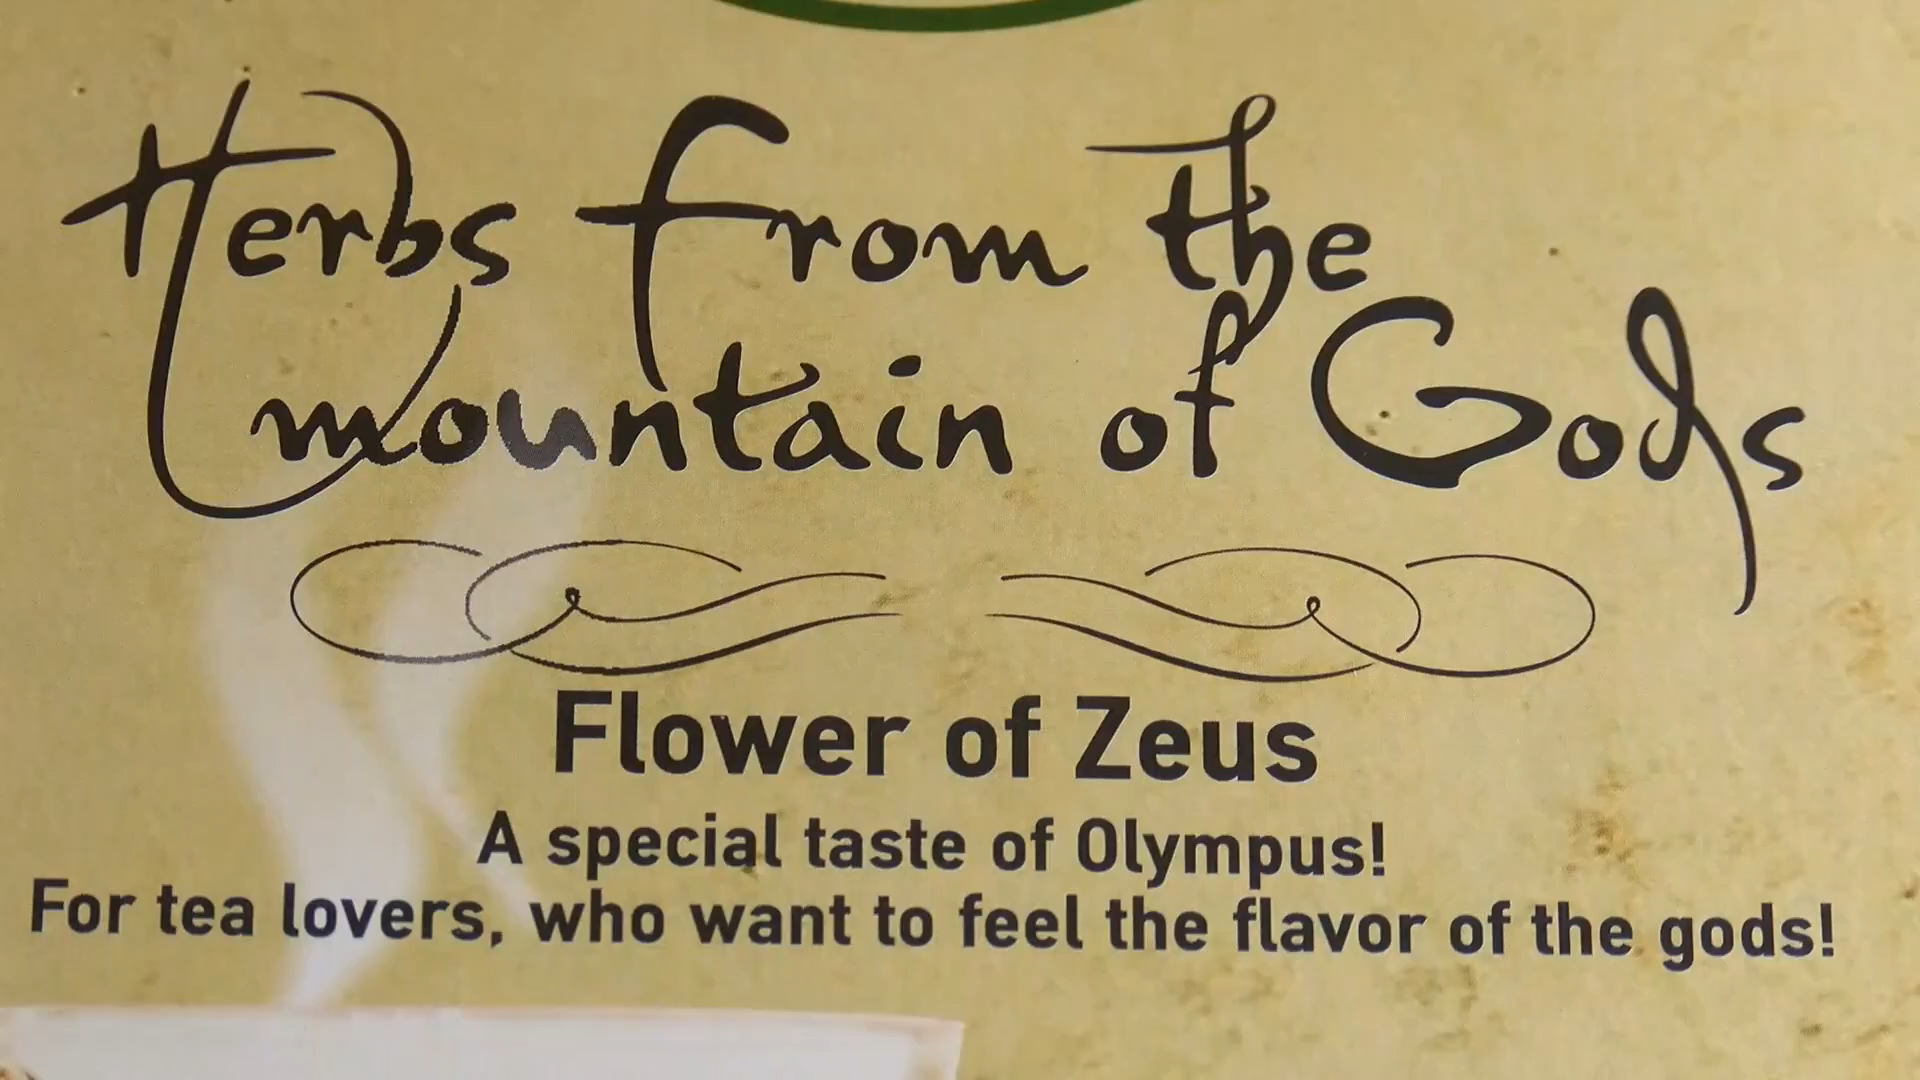 Herbs from the
mountain of Gods
Flower of Zeus
A special taste of Olympus!
For tea lovers, who want to feel the flavor of the gods!